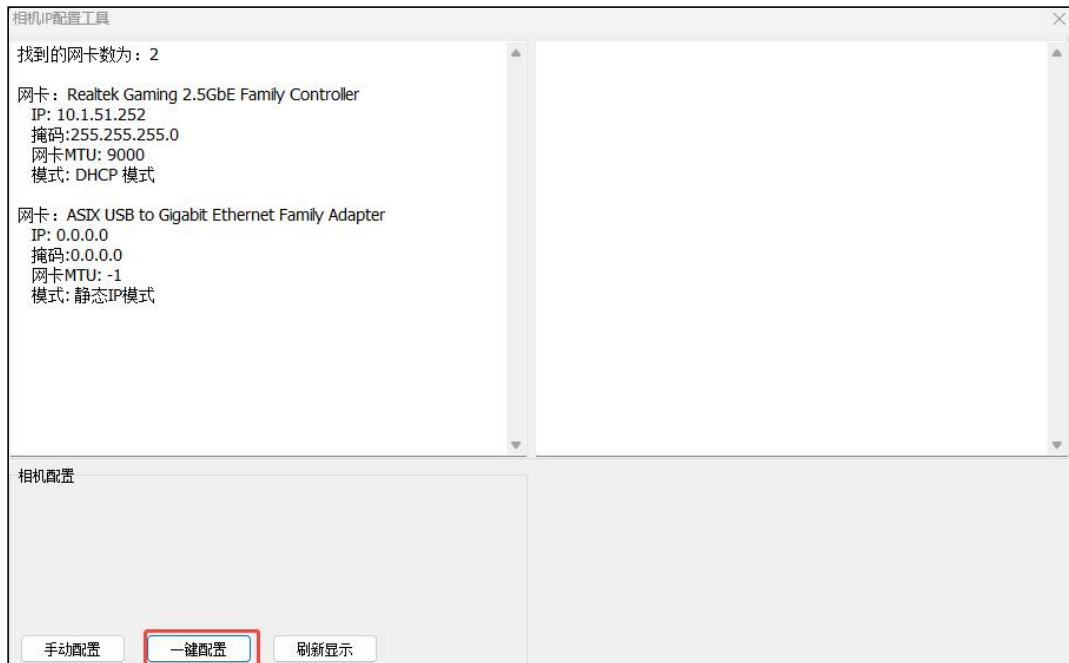 相机IP配置工具
找到的网卡数为：2
网卡：Realtek Gaming 2.5GbE Family Controller
IP: 10.1.51.252
掩码:255.255.255.0
网卡MTU: 9000
模式: DHCP 模式
网卡：ASIX USB to Gigabit Ethernet Family Adapter
IP: 0.0.0.0
掩码:0.0.0.0
网卡MTU: -1
模式: 静态IP模式
相机配置
手动配置 一键配置 刷新显示